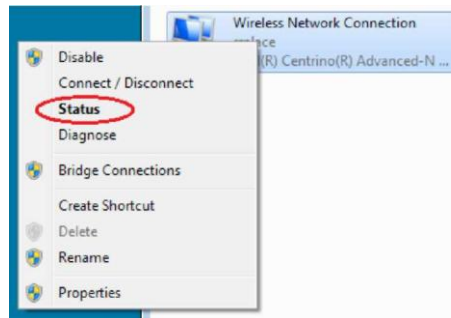 Wireless Network Connection
(R) Centrino(R) Advanced-N ...
Disable
Connect / Disconnect
Status
Diagnose
Bridge Connections
Create Shortcut
Delete
Rename
Properties